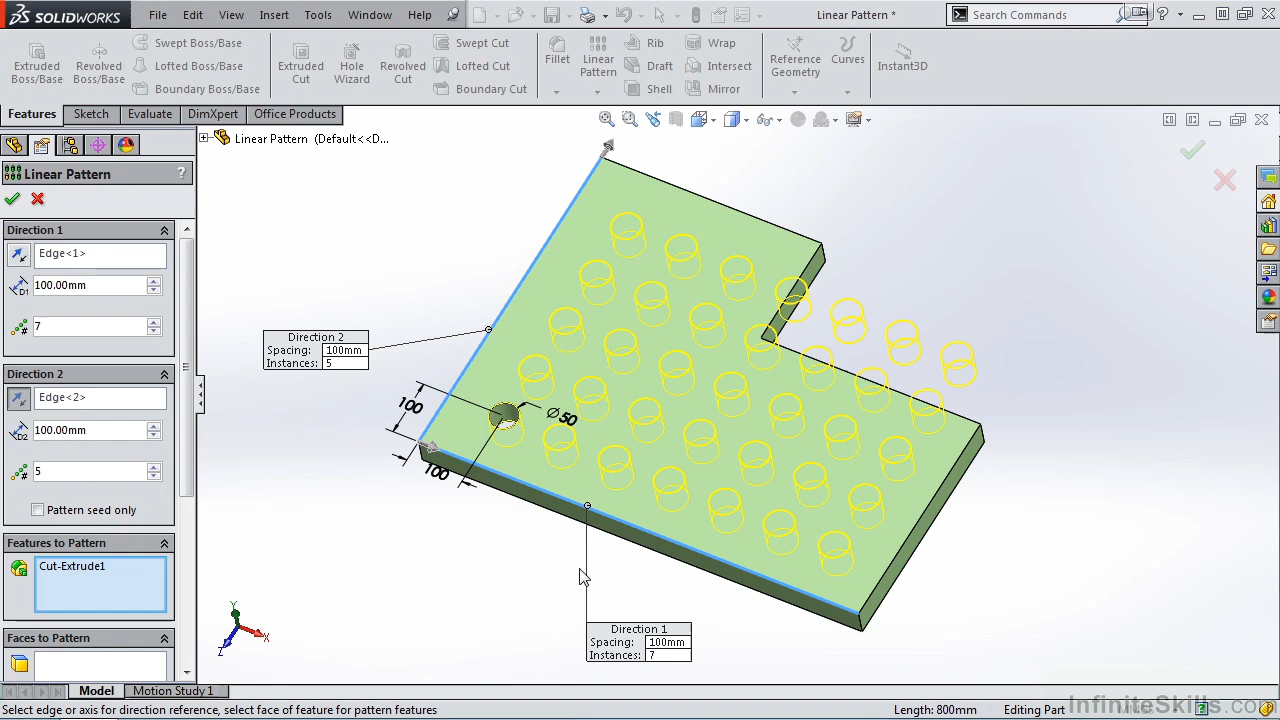 SOLIDWORKS File Edit View Insert Tools Window Help Linear Pattern * Search Commands
Extruded Boss/Base
Revolved Boss/Base
Swept Boss/Base
Lofted Boss/Base
Boundary Boss/Base
Extruded Cut
Hole Wizard
Revolved Cut
Swept Cut
Lofted Cut
Boundary Cut
Fillet
Linear Pattern
Rib
Draft
Shell
Wrap
Intersect
Mirror
Reference Geometry
Curves
Instant3D
Features Sketch Evaluate DimXpert Office Products
Linear Pattern (Default<<D...
Linear Pattern ?
Direction 1
Edge<1>
D1 100.00mm
# 7
Direction 2
Edge<2>
D2 100.00mm
# 5
Pattern seed only
Features to Pattern
Cut-Extrude1
Faces to Pattern
Direction 2
Spacing: 100mm
Instances: 5
100
Ø50
100
Direction 1
Spacing: 100mm
Instances: 7
Y
X
Z
Model Motion Study 1
InfiniteSkills.com
Select edge or axis for direction reference, select face of feature for pattern features Length: 800mm Editing Part